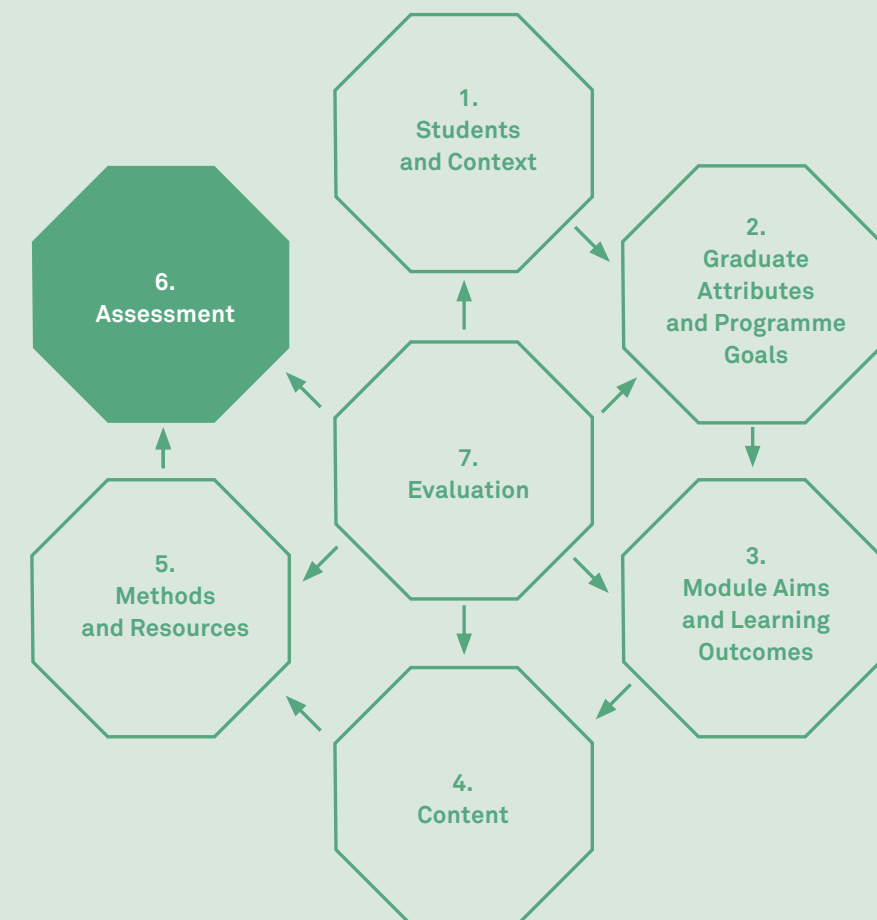 1.
Students
and Context
2.
Graduate
Attributes
and Programme
Goals
3.
Module Aims
and Learning
Outcomes
4.
Content
5.
Methods
and Resources
6.
Assessment
7.
Evaluation